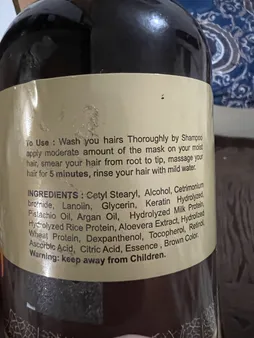 To Use : Wash you hairs Thoroughly by Shampoo
apply moderate amount of the mask on your moist
hair, smear your hair from root to tip, massage your
hair for 5 minutes, rinse your hair with mild water.
INGREDIENTS : Cetyl Stearyl, Alcohol, Cetrimonium
bromide, Lanolin, Glycerin, Keratin Hydrolyzed
Pistachio Oil, Argan Oil, Hydrolyzed Milk Protein,
Hydrolyzed Rice Protein, Aloevera Extract, Hydrolized
Wheat Protein, Dexpanthenol, Tocopherol, Retinol,
Ascorbic Acid, Citric Acid, Essence, Brown Color.
Warning: keep away from Children.